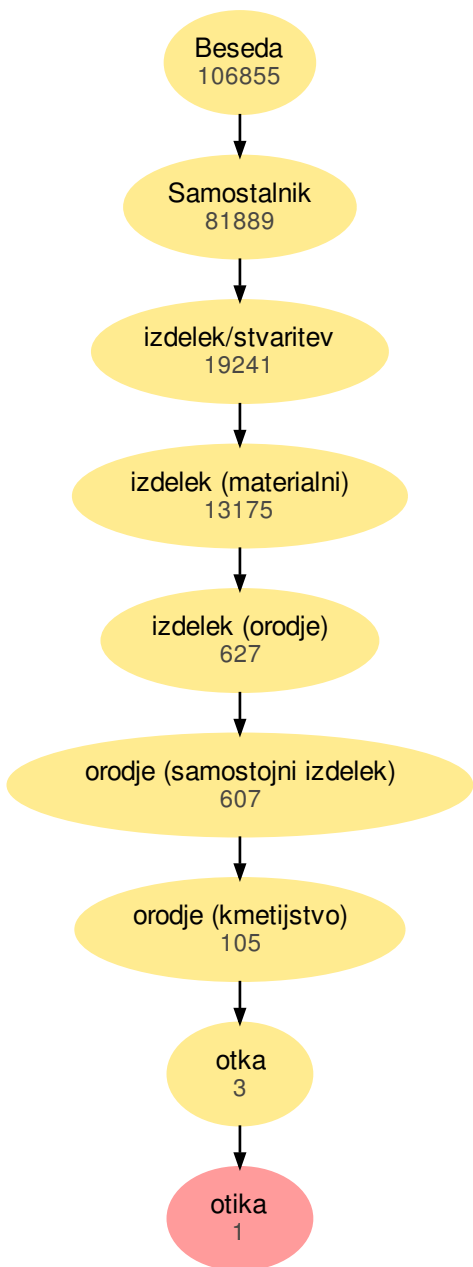 Beseda
106855
Samostalnik
81889
izdelek/stvaritev
19241
izdelek (materialni)
13175
izdelek (orodje)
627
orodje (samostojni izdelek)
607
orodje (kmetijstvo)
105
otka
3
otika
1